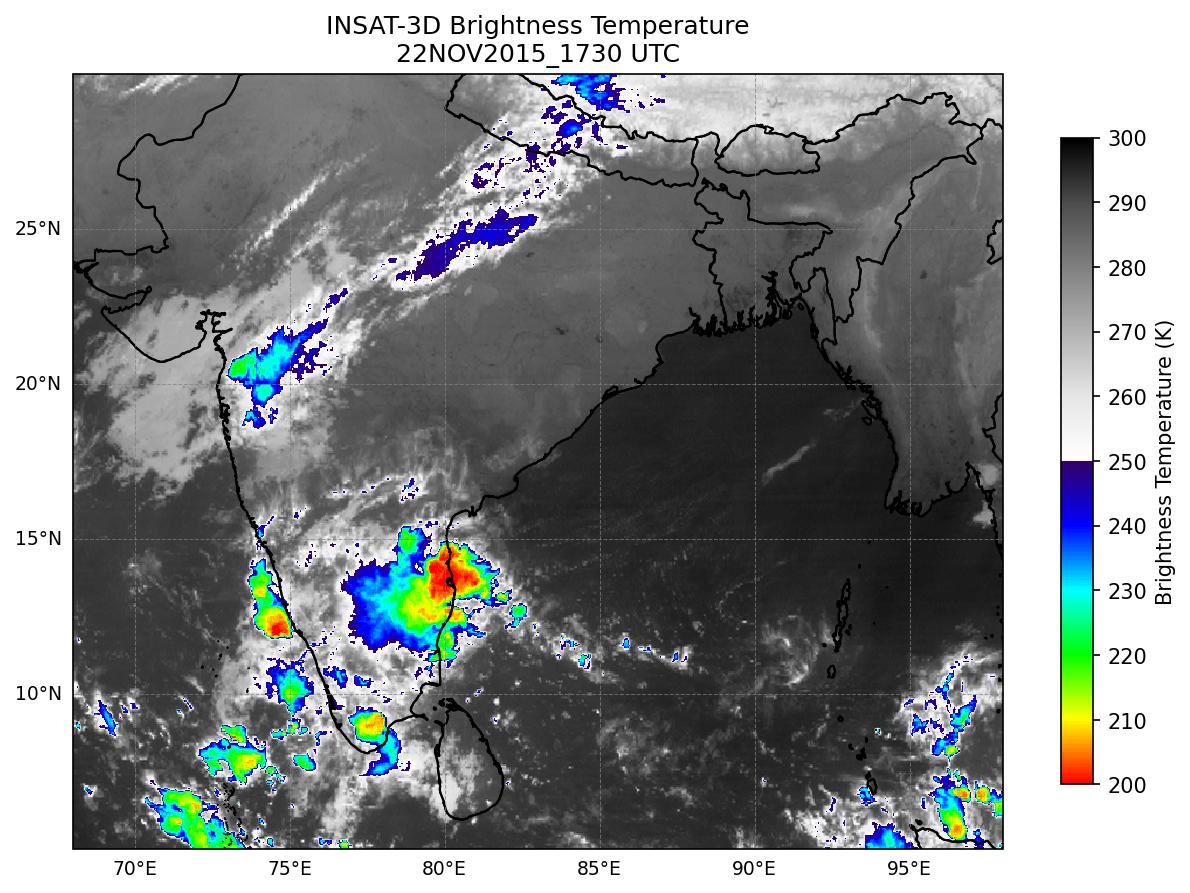 INSAT-3D Brightness Temperature
22NOV2015_1730 UTC
25°N
20°N
15°N
10°N
70°E
75°E
80°E
85°E
90°E
95°E
300
290
280
270
260
250
240
230
220
210
200
Brightness Temperature (K)